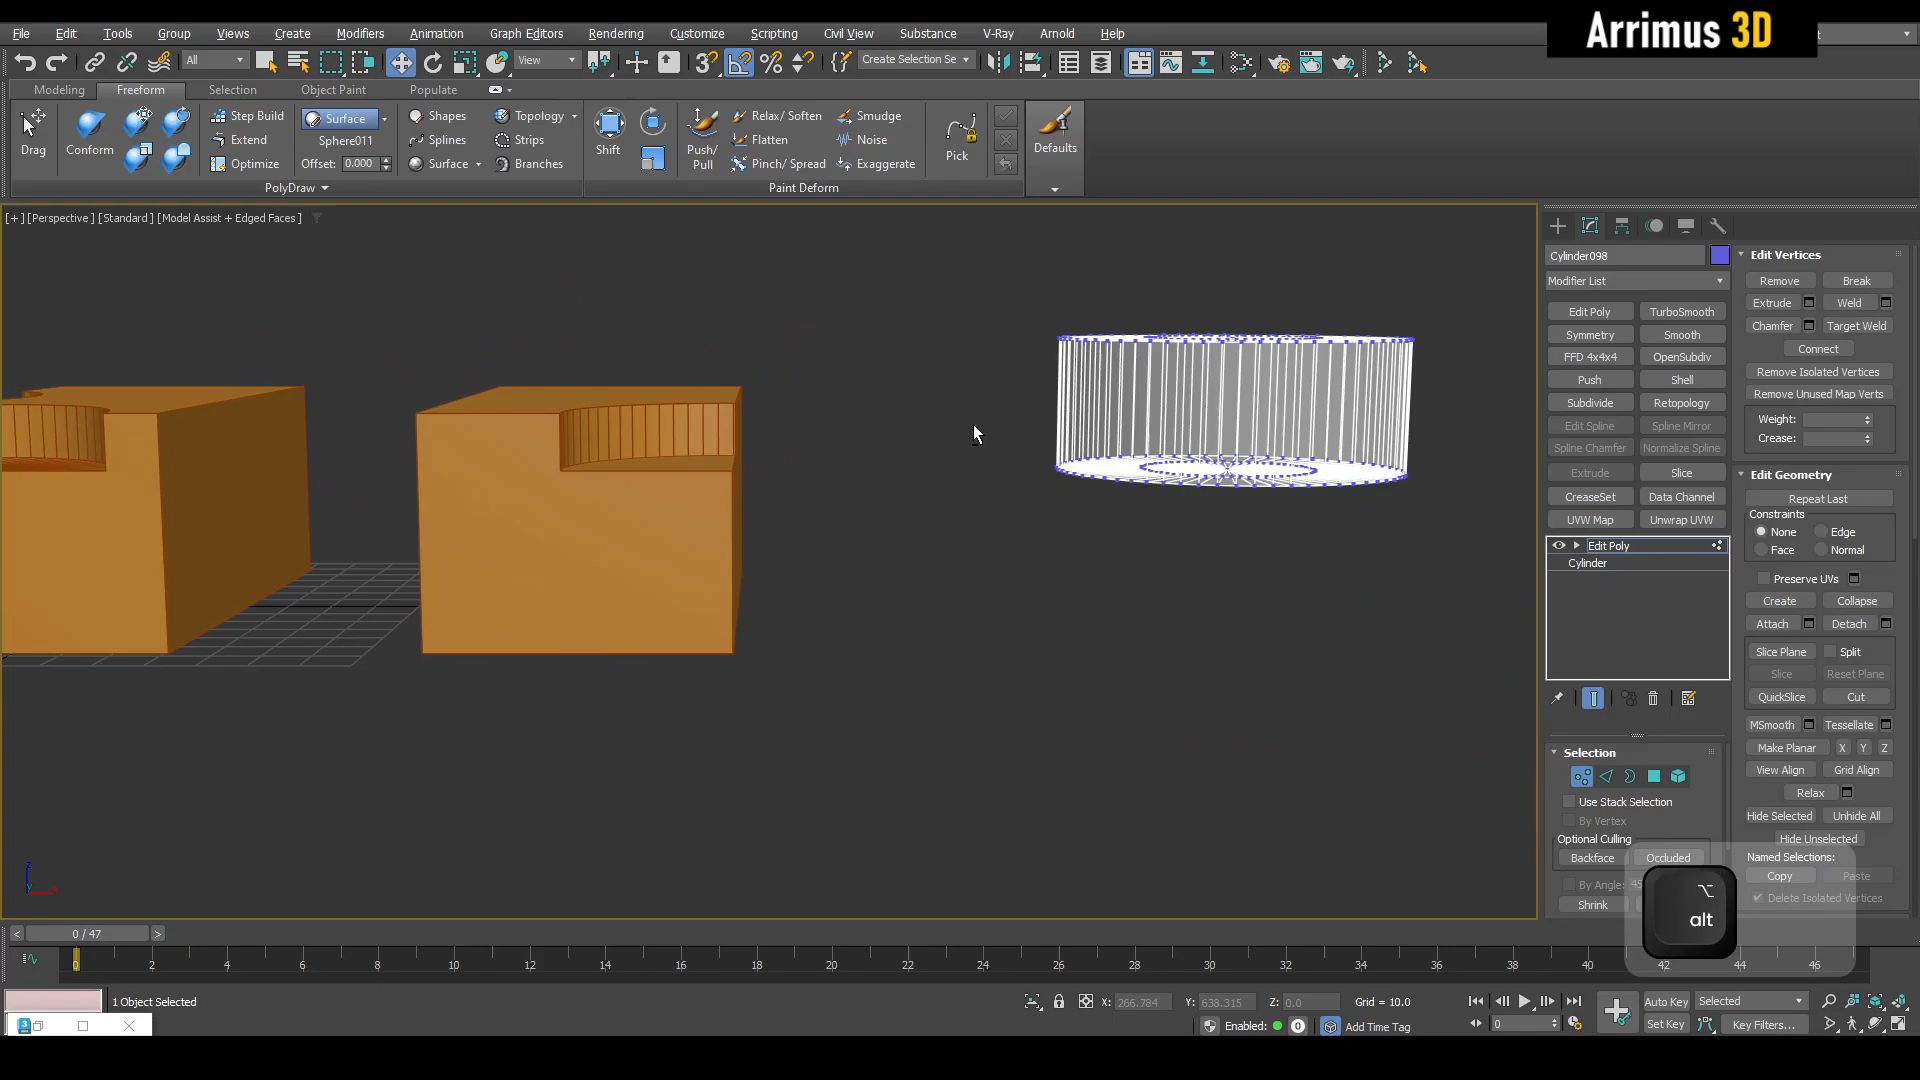 Arrimus 3D
File Edit Tools Group Views Create Modifiers Animation Graph Editors Rendering Customize Scripting Civil View Substance V-Ray Arnold Help
All View Create Selection Se
Modeling Freeform Selection Object Paint Populate
Drag Conform Step Build Extend Optimize Surface Sphere011 Offset: 0.000 Shapes Splines Surface Topology Strips Branches Shift Push/ Pull Relax/ Soften Flatten Pinch/ Spread Smudge Noise Exaggerate Pick Defaults
PolyDraw Paint Deform
[+] [Perspective] [Standard] [Model Assist + Edged Faces]
Cylinder098
Modifier List
Edit Poly TurboSmooth
Symmetry Smooth
FFD 4x4x4 OpenSubdiv
Push Shell
Subdivide Retopology
Edit Spline Spline Mirror
Spline Chamfer Normalize Spline
Extrude Slice
CreaseSet Data Channel
UVW Map Unwrap UVW
Edit Poly
Cylinder
Selection
Use Stack Selection
By Vertex
Optional Culling
Backface Occluded
By Angle: 45
Shrink
Edit Vertices
Remove Break
Extrude Weld
Chamfer Target Weld
Connect
Remove Isolated Vertices
Remove Unused Map Verts
Weight:
Crease:
Edit Geometry
Repeat Last
Constraints
None Edge
Face Normal
Preserve UVs
Create Collapse
Attach Detach
Slice Plane Split
Slice Reset Plane
QuickSlice Cut
MSmooth Tessellate
Make Planar X Y Z
View Align Grid Align
Relax
Hide Selected Unhide All
Hide Unselected
Named Selections:
Copy Paste
Delete Isolated Vertices
alt
z
< 0 / 47 >
0 2 4 6 8 10 12 14 16 18 20 22 24 26 28 30 32 34 36 38 40 42 44 46
1 Object Selected X: 266.784 Y: 638.315 Z: 0.0 Grid = 10.0 Auto Key Selected
3 Enabled: 0 Add Time Tag 0 Set Key Key Filters...